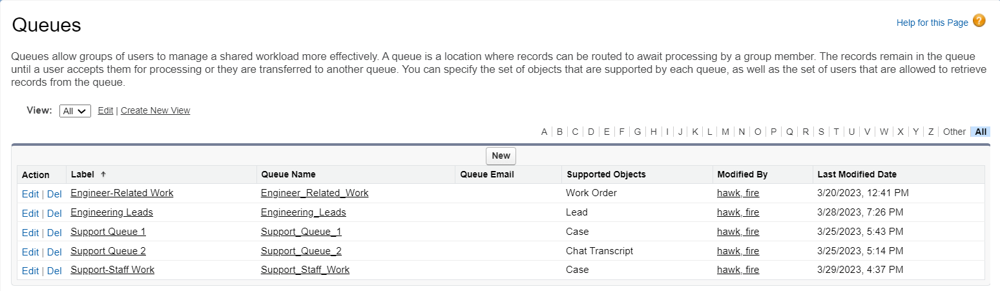 Queues
Help for this Page
Queues allow groups of users to manage a shared workload more effectively. A queue is a location where records can be routed to await processing by a group member. The records remain in the queue
until a user accepts them for processing or they are transferred to another queue. You can specify the set of objects that are supported by each queue, as well as the set of users that are allowed to retrieve
records from the queue.
View: All Edit | Create New View
A | B | C | D | E | F | G | H | I | J | K | L | M | N | O | P | Q | R | S | T | U | V | W | X | Y | Z | Other | All
New
Action Label ↑ Queue Name Queue Email Supported Objects Modified By Last Modified Date
Edit | Del Engineer-Related Work Engineer_Related_Work Work Order hawk, fire 3/20/2023, 12:41 PM
Edit | Del Engineering Leads Engineering_Leads Lead hawk, fire 3/28/2023, 7:26 PM
Edit | Del Support Queue 1 Support_Queue_1 Case hawk, fire 3/25/2023, 5:43 PM
Edit | Del Support Queue 2 Support_Queue_2 Chat Transcript hawk, fire 3/25/2023, 5:14 PM
Edit | Del Support-Staff Work Support_Staff_Work Case hawk, fire 3/29/2023, 4:37 PM